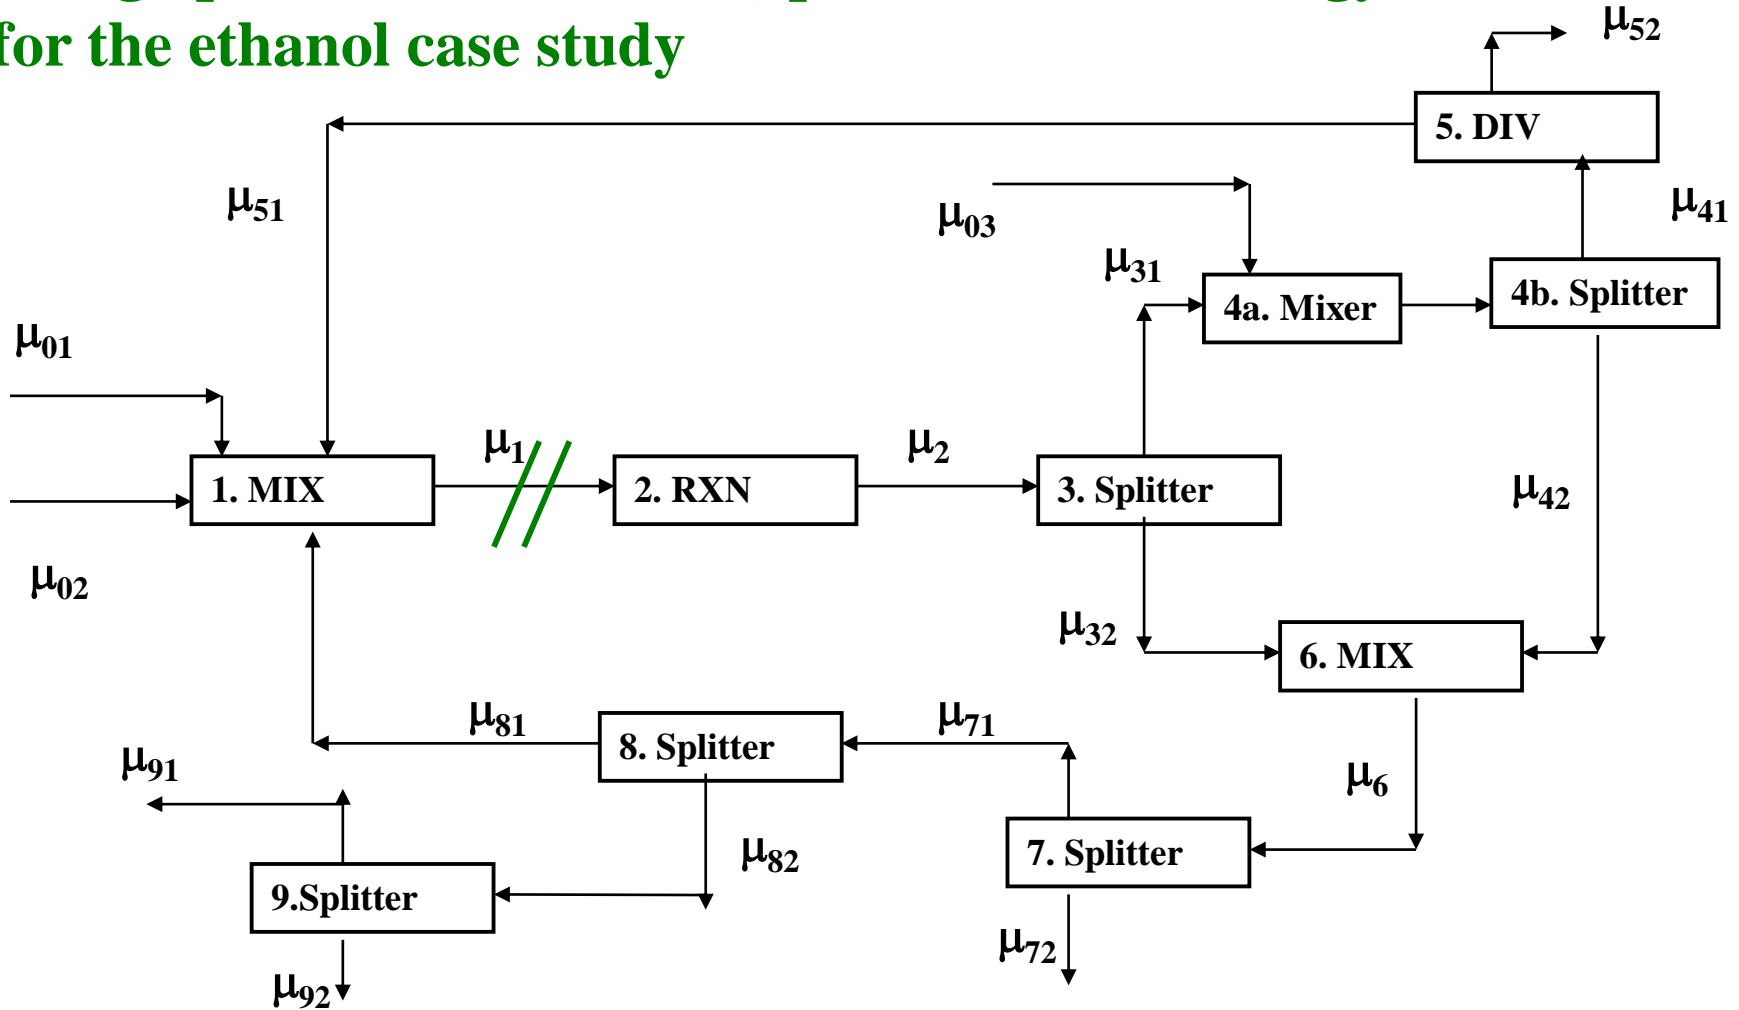 for the ethanol case study
μ52
5. DIV
μ51
μ03
μ41
μ31
4a. Mixer
4b. Splitter
μ01
μ1
μ2
1. MIX
2. RXN
3. Splitter
μ42
μ02
μ32
6. MIX
μ81
8. Splitter
μ71
μ91
μ6
μ82
7. Splitter
9.Splitter
μ72
μ92